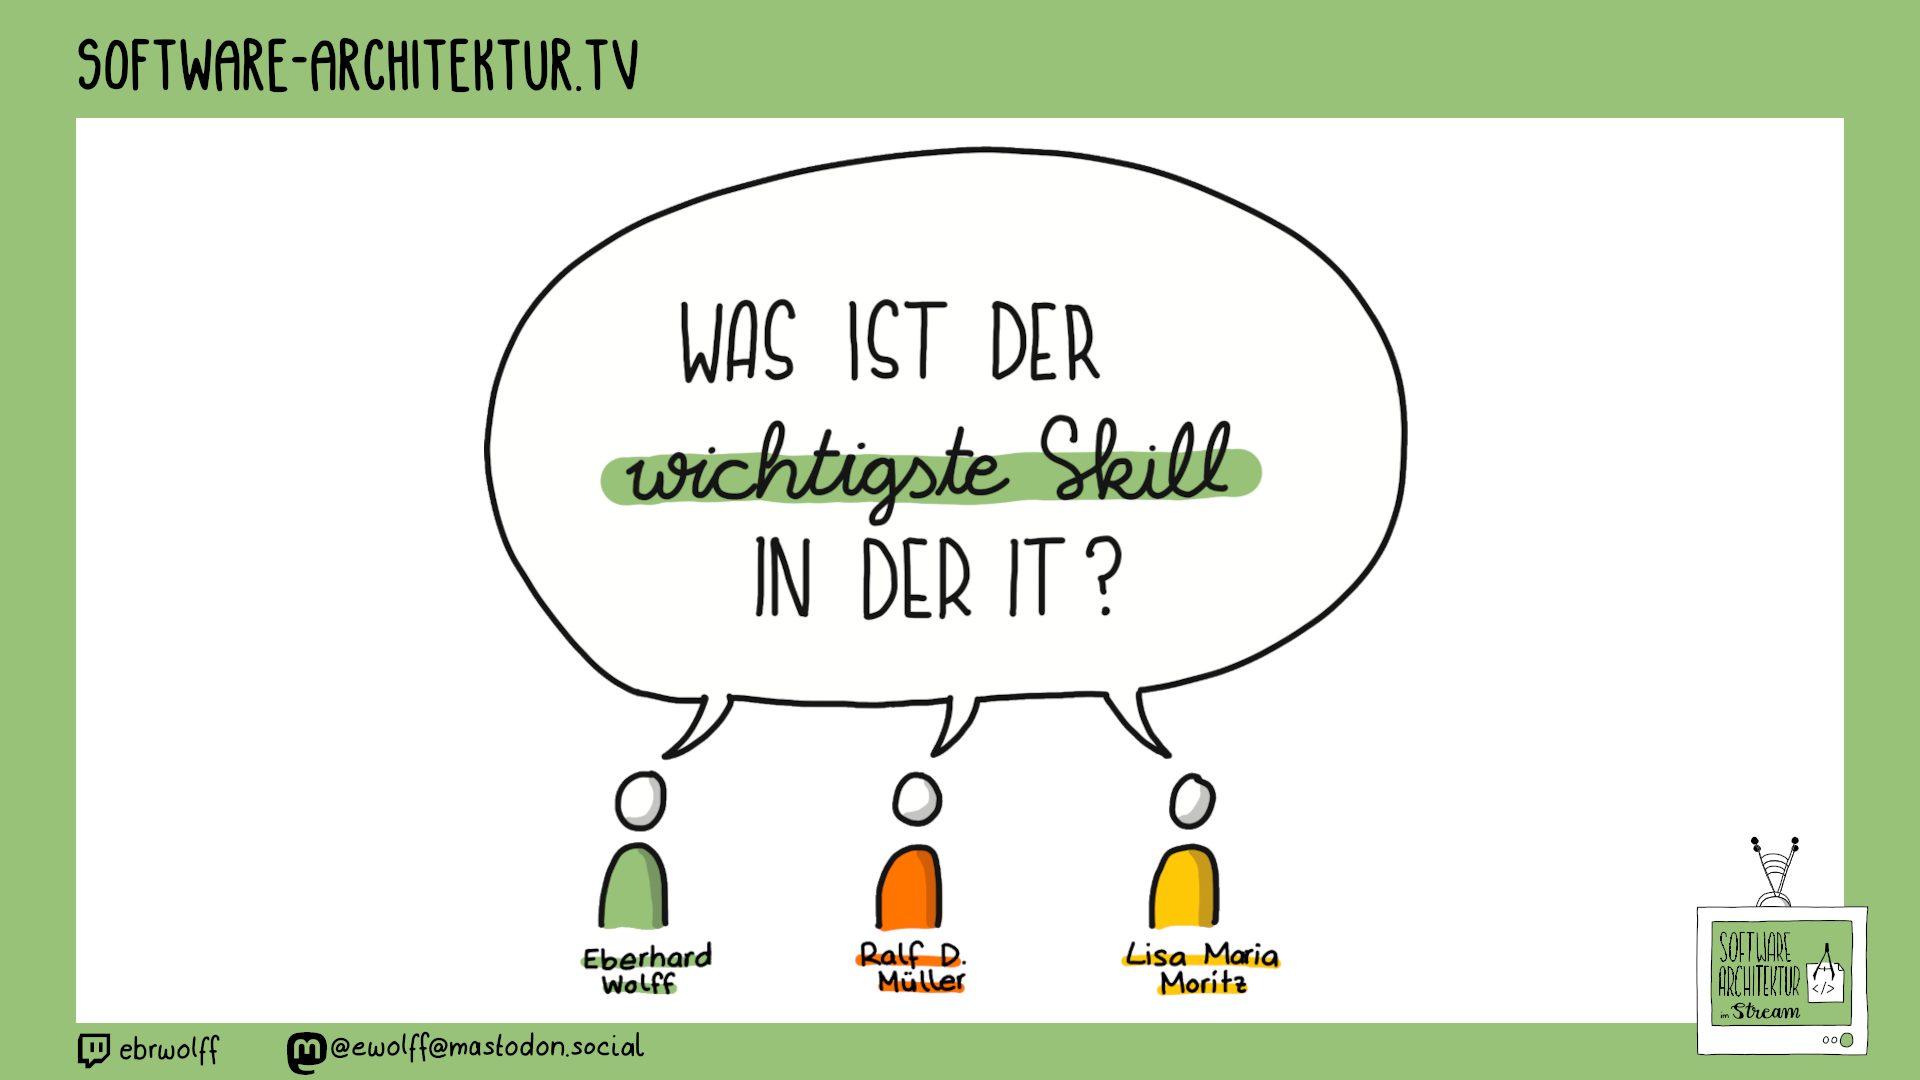 SOFTWARE-ARCHITEKTUR.TV
WAS IST DER
wichtigste Skill
IN DER IT?
Eberhard
Wolff
Ralf D.
Müller
Lisa Maria
Moritz
SOFTWARE
ARCHITEKTUR
</>
im Stream
ebrwolff
@ewolff@mastodon.social